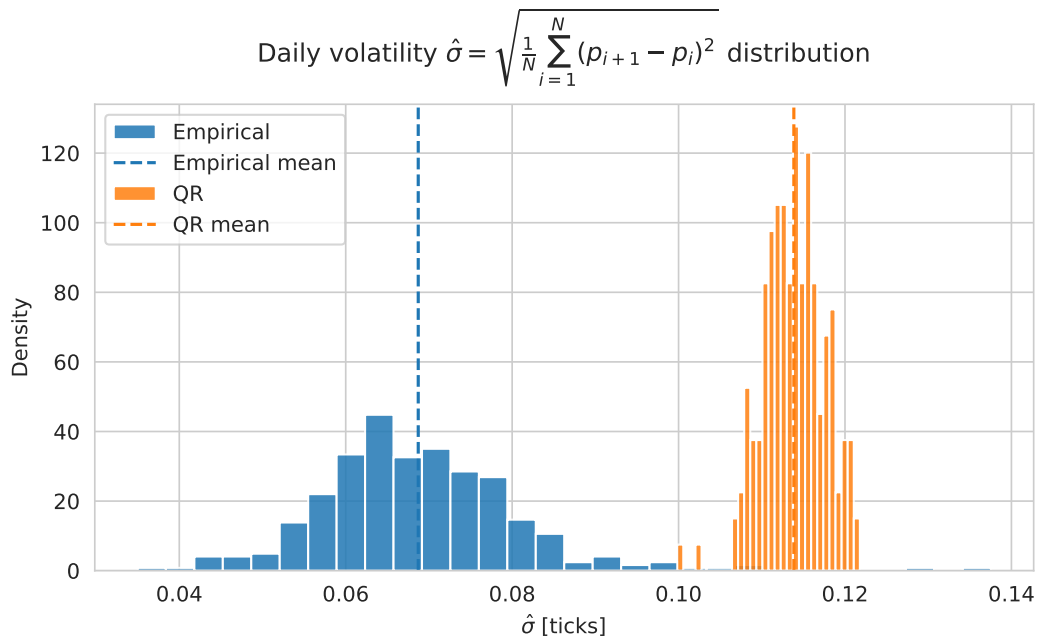 Daily volatility σ̂ = √(1/N ∑_{i=1}^{N} (p_{i+1} − p_i)²) distribution
Empirical
Empirical mean
QR
QR mean
Density
120
100
80
60
40
20
0
0.04 0.06 0.08 0.10 0.12 0.14
σ̂ [ticks]